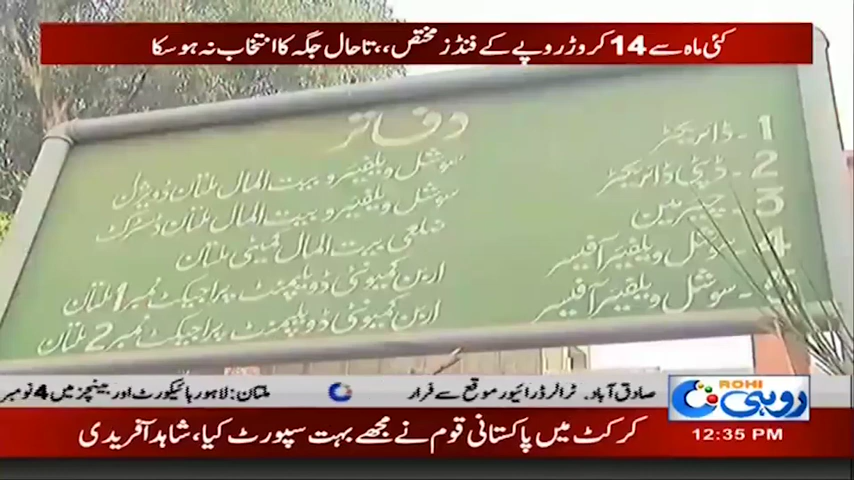 کئی ماہ سے 14 کروڑ روپے کے فنڈز مختص،، تاحال جگہ کا انتخاب نہ ہو سکا
دفاتر
1- ڈائریکٹر سوشل ویلفیئر و بیت المال ملتان ڈویژن
2- ڈپٹی ڈائریکٹر سوشل ویلفیئر و بیت المال ملتان ڈسٹرکٹ
3- چیئرمین ضلعی بیت المال کمیٹی ملتان
4- سوشل ویلفیئر آفیسر اربن کمیونٹی ڈویلپمنٹ پراجیکٹ نمبر 1 ملتان
5- سوشل ویلفیئر آفیسر اربن کمیونٹی ڈویلپمنٹ پراجیکٹ نمبر 2 ملتان
صادق آباد۔ ٹرالر ڈرائیور موقع سے فرار
ملتان: لاہور ہائیکورٹ اور بینچز میں 4 نومبر
ROHI
روہی
12:35 PM
کرکٹ میں پاکستانی قوم نے مجھے بہت سپورٹ کیا، شاہد آفریدی